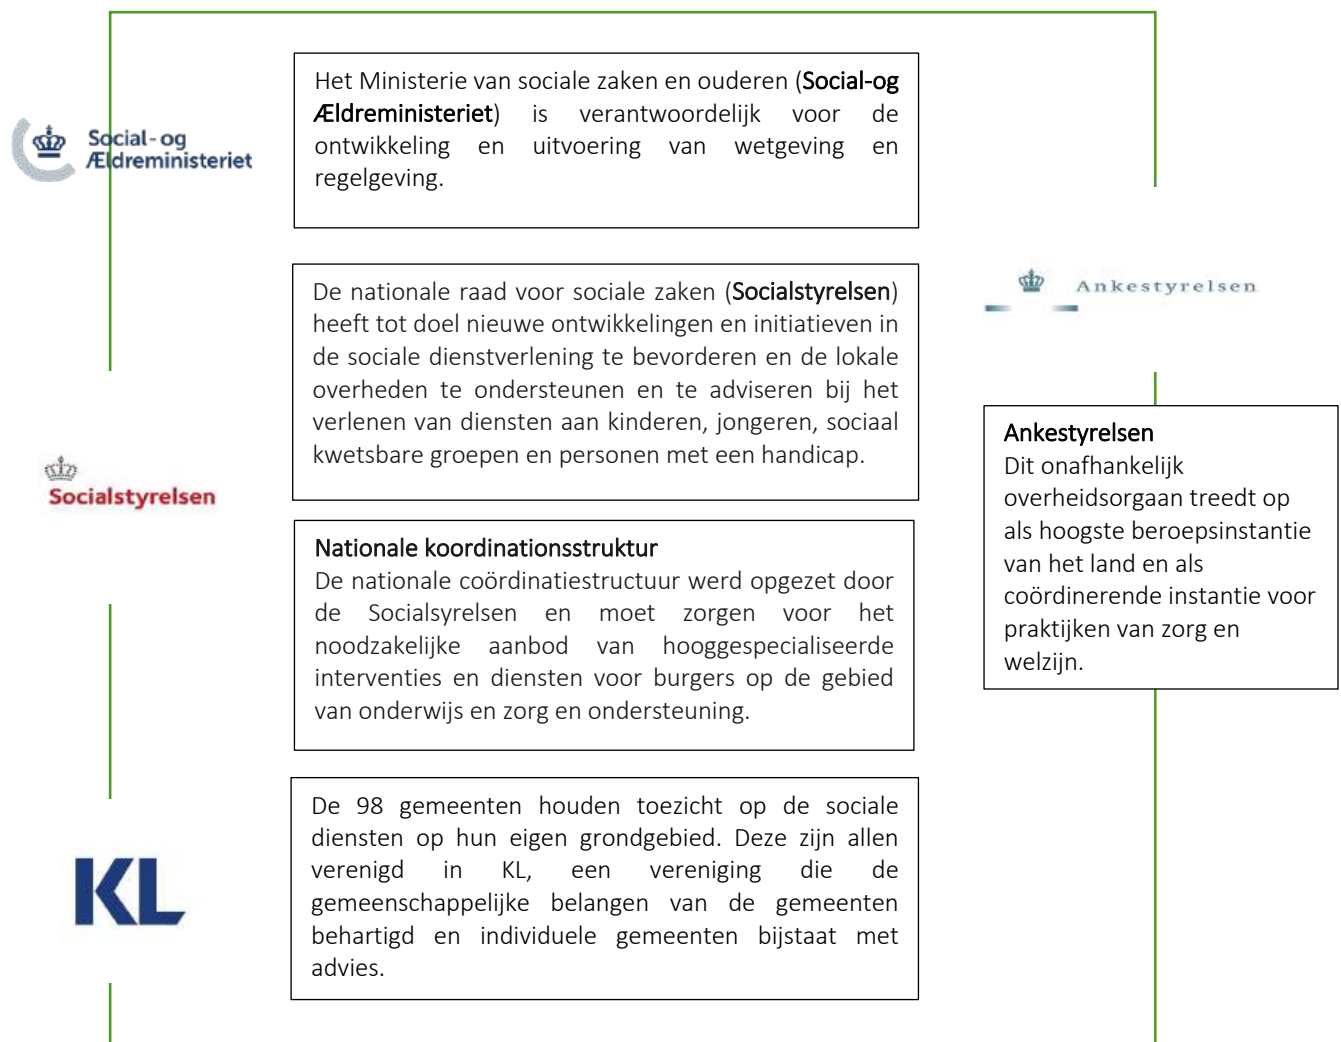 Social-og
Ældreministeriet
Het Ministerie van sociale zaken en ouderen (Social-og
Ældreministeriet) is verantwoordelijk voor de
ontwikkeling en uitvoering van wetgeving en
regelgeving.
De nationale raad voor sociale zaken (Socialstyrelsen)
heeft tot doel nieuwe ontwikkelingen en initiatieven in
de sociale dienstverlening te bevorderen en de lokale
overheden te ondersteunen en te adviseren bij het
verlenen van diensten aan kinderen, jongeren, sociaal
kwetsbare groepen en personen met een handicap.
Socialstyrelsen
Nationale koordinationsstruktur
De nationale coördinatiestructuur werd opgezet door
de Socialsyrelsen en moet zorgen voor het
noodzakelijke aanbod van hooggespecialiseerde
interventies en diensten voor burgers op de gebied
van onderwijs en zorg en ondersteuning.
KL
De 98 gemeenten houden toezicht op de sociale
diensten op hun eigen grondgebied. Deze zijn allen
verenigd in KL, een vereniging die de
gemeenschappelijke belangen van de gemeenten
behartigd en individuele gemeenten bijstaat met
advies.
Ankestyrelsen
Ankestyrelsen
Dit onafhankelijk
overheidsorgaan treedt op
als hoogste beroepsinstantie
van het land en als
coördinerende instantie voor
praktijken van zorg en
welzijn.